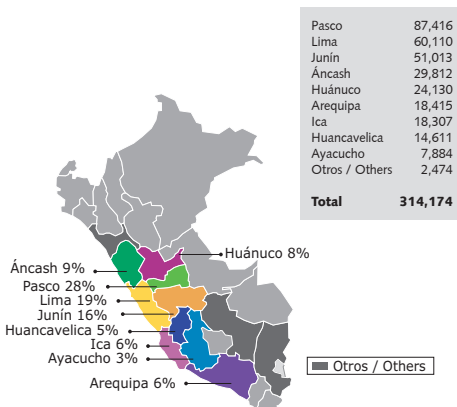 Pasco 87,416
Lima 60,110
Junín 51,013
Áncash 29,812
Huánuco 24,130
Arequipa 18,415
Ica 18,307
Huancavelica 14,611
Ayacucho 7,884
Otros / Others 2,474
Total 314,174
Huánuco 8%
Áncash 9%
Pasco 28%
Lima 19%
Junín 16%
Huancavelica 5%
Ica 6%
Ayacucho 3%
Arequipa 6%
Otros / Others